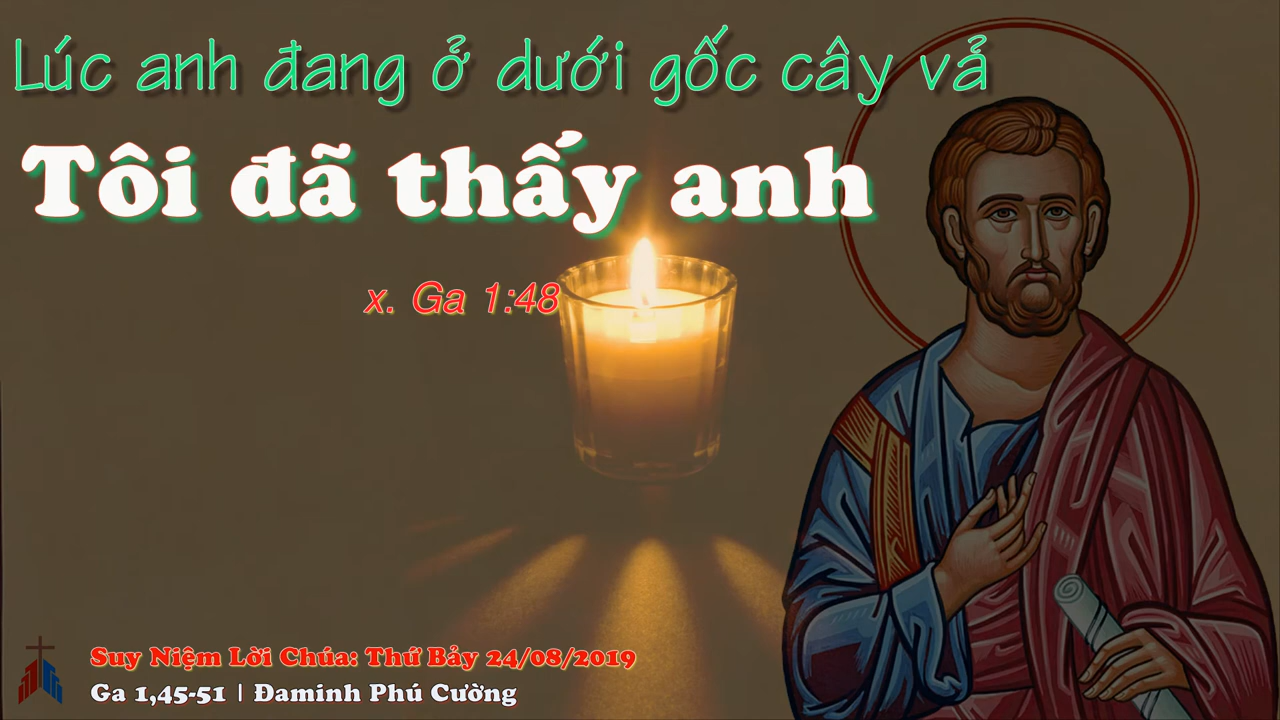 Lúc anh đang ở dưới gốc cây vả
Tôi đã thấy anh
x. Ga 1:48
Suy Niệm Lời Chúa: Thứ Bảy 24/08/2019
Ga 1,45-51 | Đaminh Phú Cường